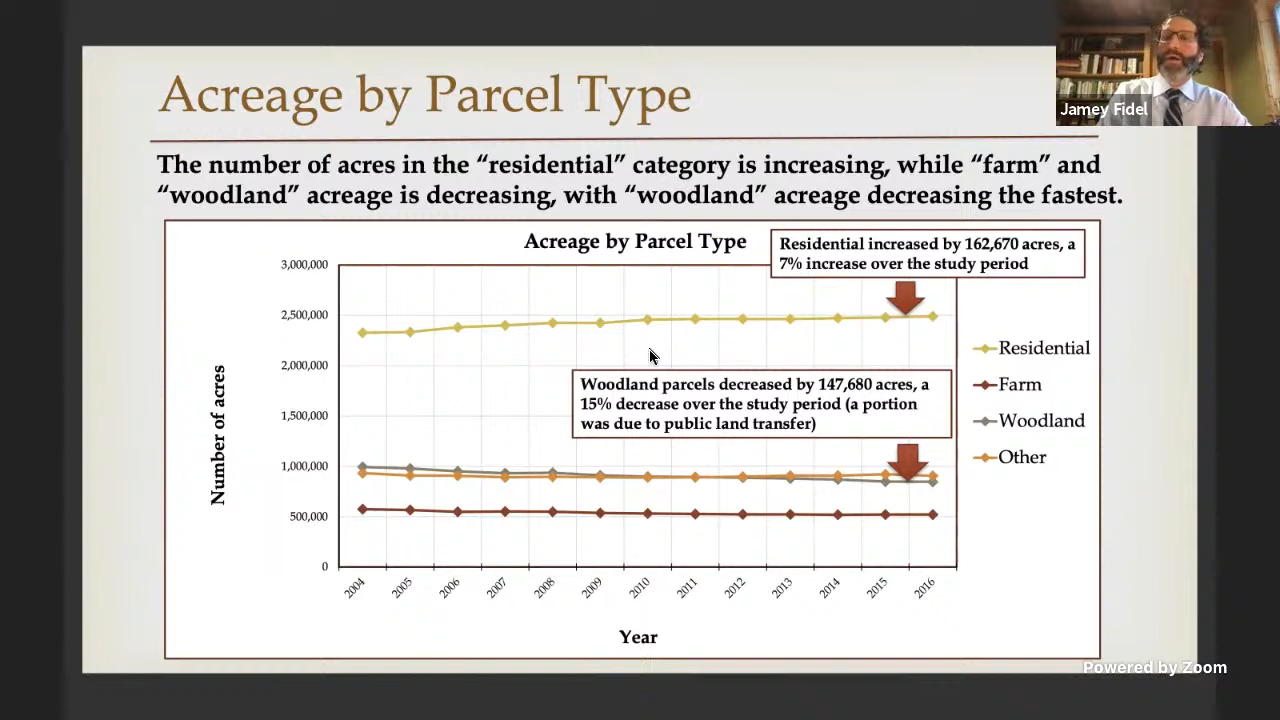 Acreage by Parcel Type
Jamey Fidel
The number of acres in the “residential” category is increasing, while “farm” and
“woodland” acreage is decreasing, with “woodland” acreage decreasing the fastest.
Acreage by Parcel Type
Residential increased by 162,670 acres, a
7% increase over the study period
3,000,000
2,500,000
2,000,000
1,500,000
1,000,000
500,000
0
Number of acres
Woodland parcels decreased by 147,680 acres, a
15% decrease over the study period (a portion
was due to public land transfer)
Residential
Farm
Woodland
Other
2004 2005 2006 2007 2008 2009 2010 2011 2012 2013 2014 2015 2016
Year
Powered by Zoom